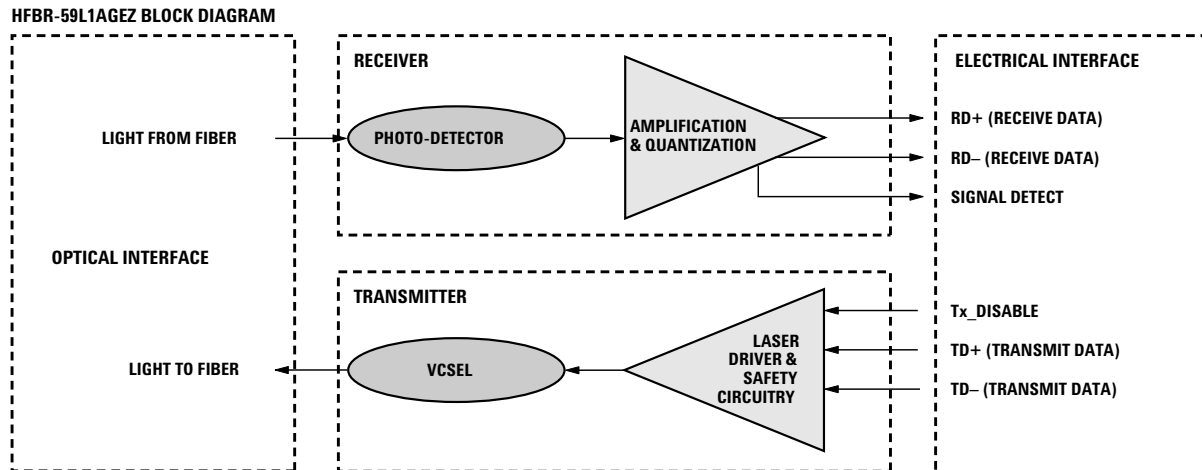 HFBR-59L1AGEZ BLOCK DIAGRAM
RECEIVER
ELECTRICAL INTERFACE
LIGHT FROM FIBER
PHOTO-DETECTOR
AMPLIFICATION
& QUANTIZATION
RD+ (RECEIVE DATA)
RD– (RECEIVE DATA)
SIGNAL DETECT
OPTICAL INTERFACE
TRANSMITTER
LIGHT TO FIBER
VCSEL
LASER
DRIVER &
SAFETY
CIRCUITRY
Tx_DISABLE
TD+ (TRANSMIT DATA)
TD– (TRANSMIT DATA)